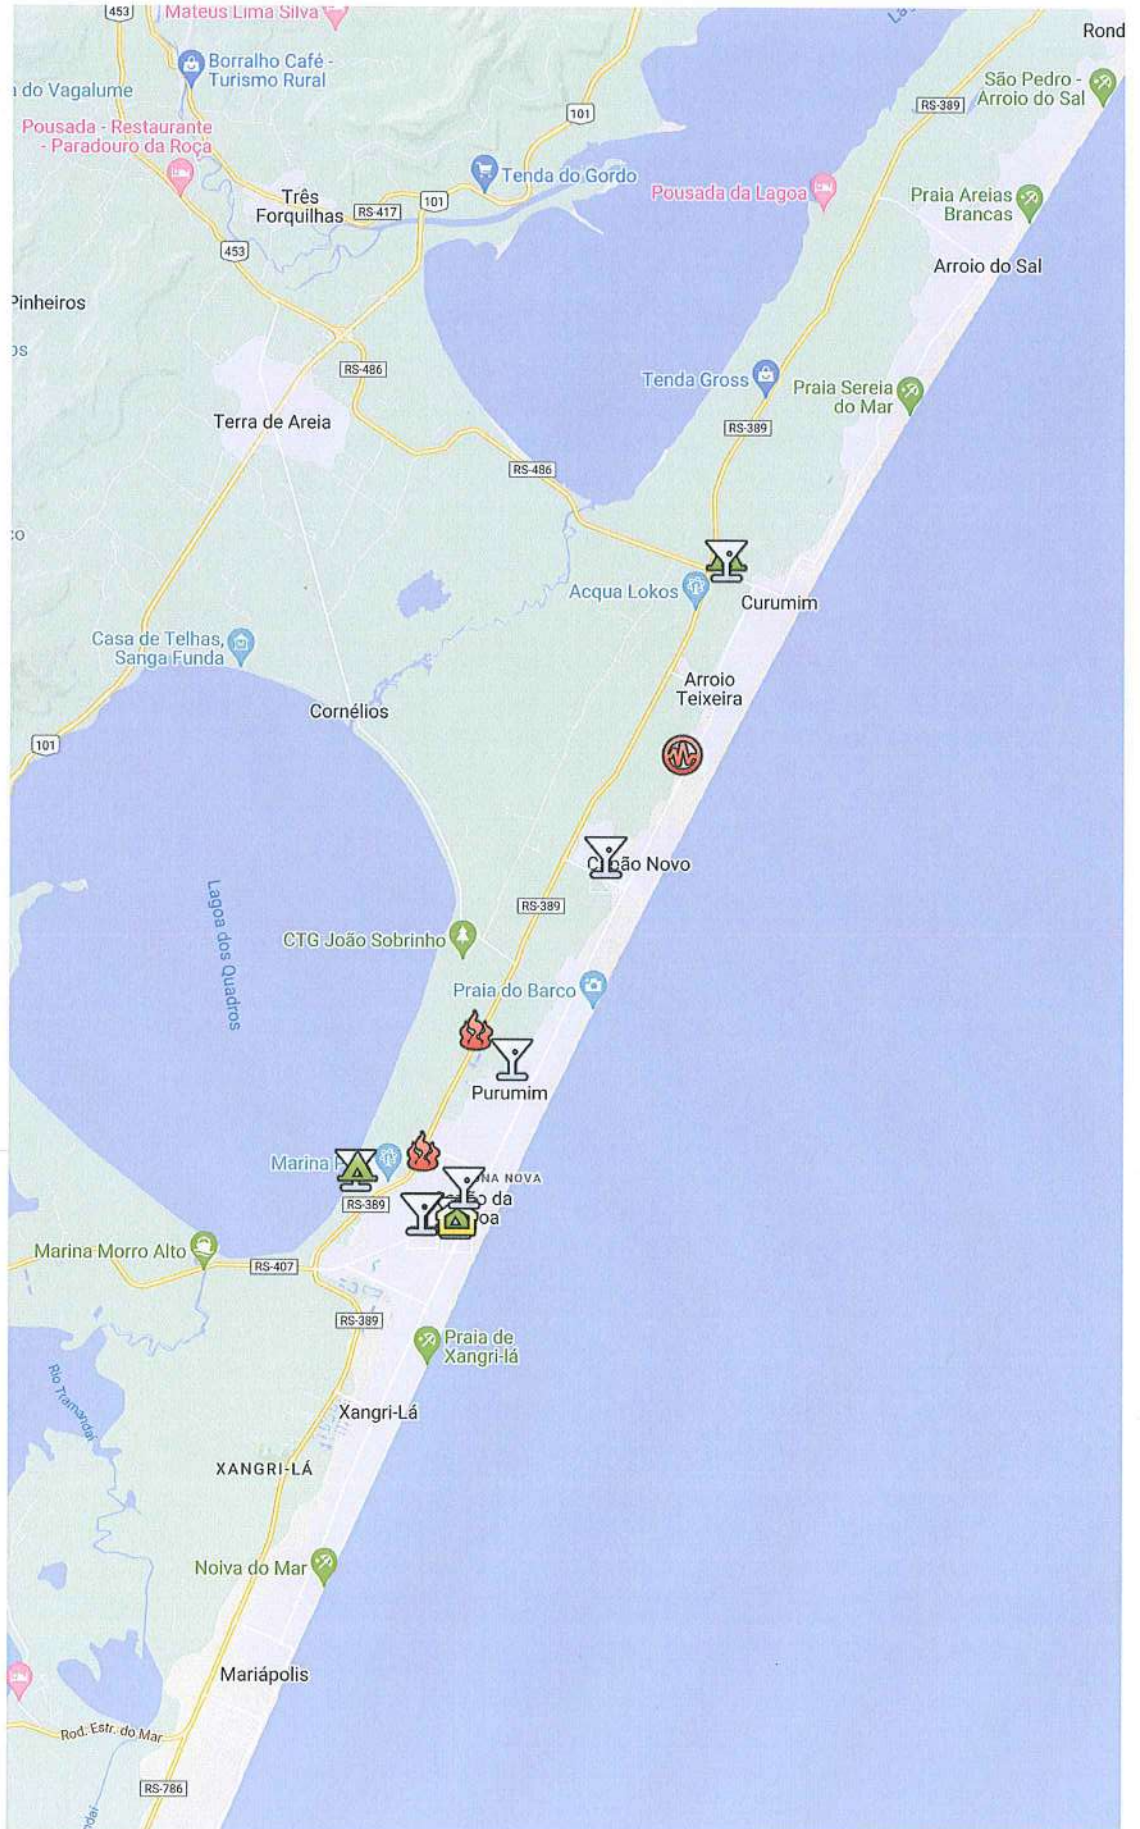 453
Mateus Lima Silva
Rond
Borralho Café -
Turismo Rural
do Vagalume
São Pedro -
Arroio do Sal
RS-389
101
Pousada - Restaurante
- Paradouro da Roça
Tenda do Gordo
Pousada da Lagoa
Praia Areias
Brancas
Três
Forquilhas
RS-417
101
453
Arroio do Sal
Pinheiros
os
RS-486
Tenda Gross
Praia Sereia
do Mar
Terra de Areia
RS-389
RS-486
Acqua Lokos
Curumim
Casa de Telhas,
Sanga Funda
Arroio
Teixeira
Cornélios
101
ão Novo
Lagoa dos Quadros
RS-389
CTG João Sobrinho
Praia do Barco
Purumim
Marina
NA NOVA
RS-389
o da
oa
Marina Morro Alto
RS-407
RS-389
Praia de
Xangri-lá
Rio Tramandaí
Xangri-Lá
XANGRI-LÁ
Noiva do Mar
Mariápolis
Rod. Estr. do Mar
RS-786
ndaí